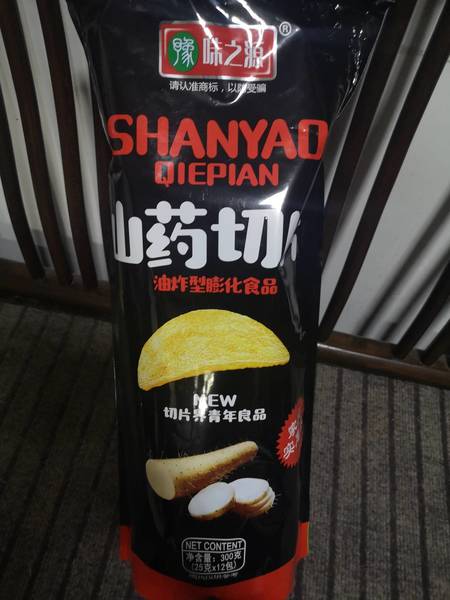 豫 味之源®
请认准商标,以防受骗
SHANYAO
QIEPIAN
山药切片
油炸型膨化食品
NEW
切片界青年良品
NET CONTENT
净含量:300克
(25克×12包)